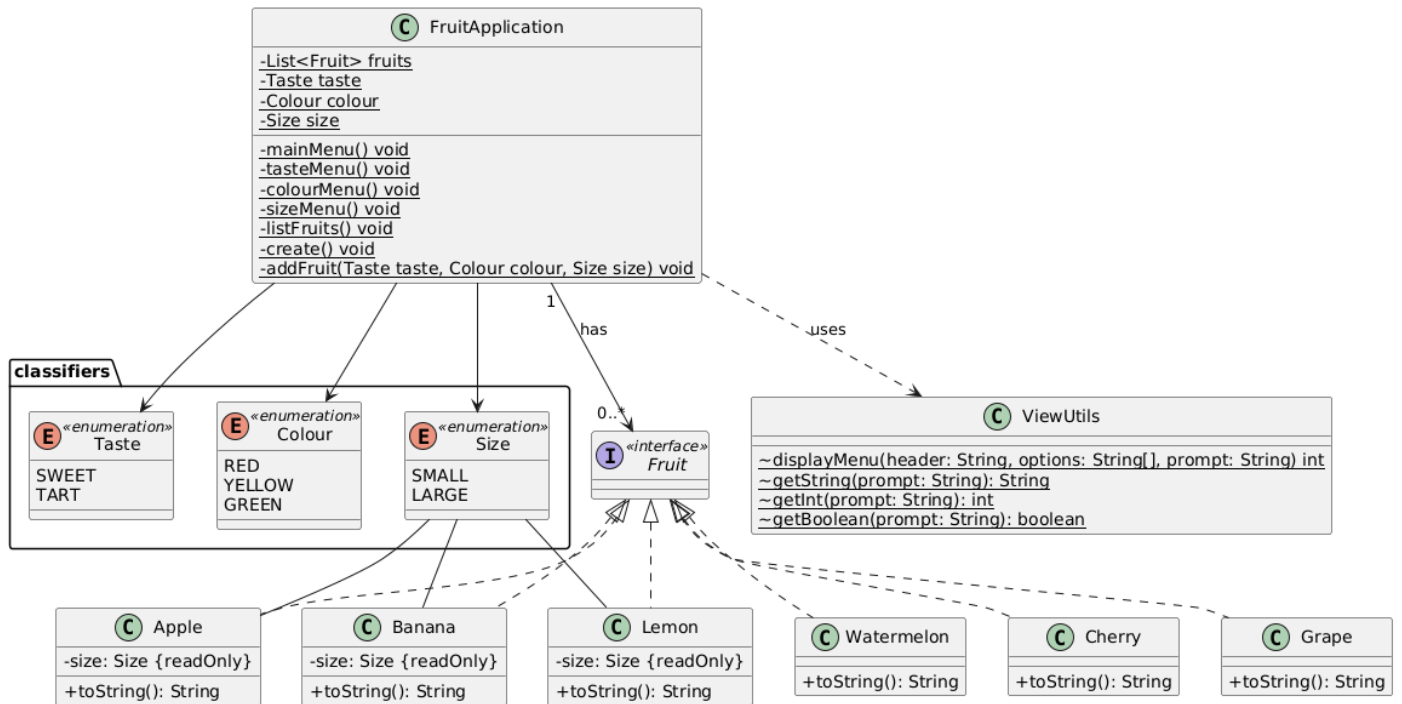 C FruitApplication
-List<Fruit> fruits
-Taste taste
-Colour colour
-Size size
-mainMenu() void
-tasteMenu() void
-colourMenu() void
-sizeMenu() void
-listFruits() void
-create() void
-addFruit(Taste taste, Colour colour, Size size) void
1
has
uses
0..*
classifiers
E «enumeration»
Taste
SWEET
TART
E «enumeration»
Colour
RED
YELLOW
GREEN
E «enumeration»
Size
SMALL
LARGE
I «interface»
Fruit
C ViewUtils
~displayMenu(header: String, options: String[], prompt: String) int
~getString(prompt: String): String
~getInt(prompt: String): int
~getBoolean(prompt: String): boolean
C Apple
-size: Size {readOnly}
+toString(): String
C Banana
-size: Size {readOnly}
+toString(): String
C Lemon
-size: Size {readOnly}
+toString(): String
C Watermelon
+toString(): String
C Cherry
+toString(): String
C Grape
+toString(): String